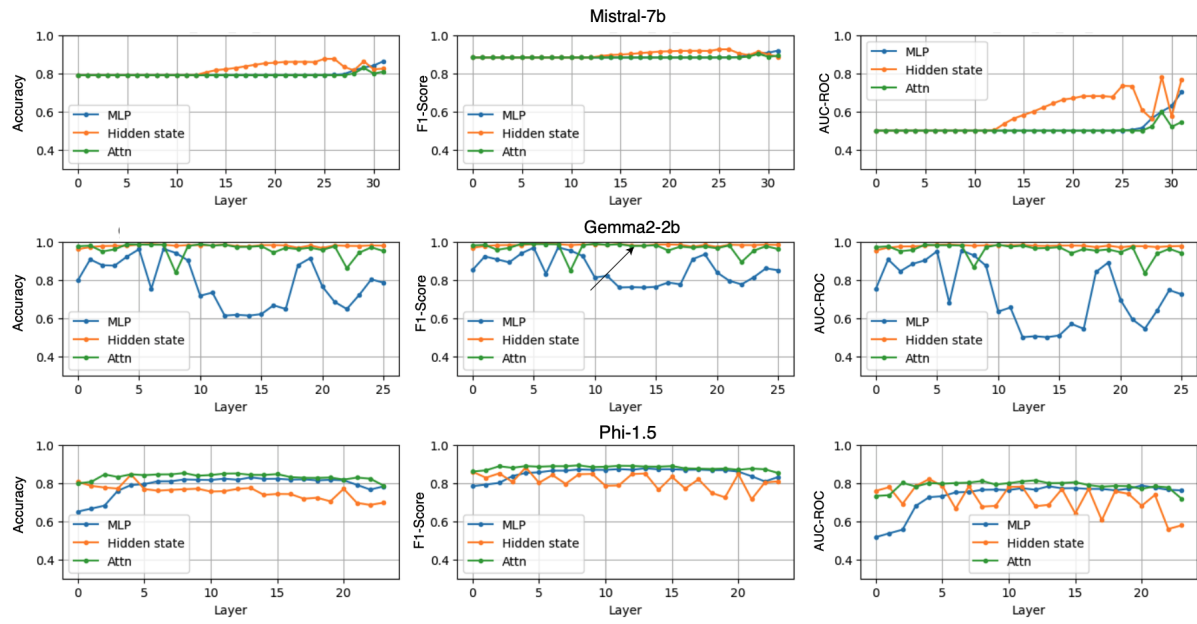 Mistral-7b
1.0
0.8
0.6
0.4
Accuracy
MLP
Hidden state
Attn
0 5 10 15 20 25 30
Layer
1.0
0.8
0.6
0.4
F1-Score
MLP
Hidden state
Attn
0 5 10 15 20 25 30
Layer
1.0
0.8
0.6
0.4
AUC-ROC
MLP
Hidden state
Attn
0 5 10 15 20 25 30
Layer
Gemma2-2b
1.0
0.8
0.6
0.4
Accuracy
MLP
Hidden state
Attn
0 5 10 15 20 25
Layer
1.0
0.8
0.6
0.4
F1-Score
MLP
Hidden state
Attn
0 5 10 15 20 25
Layer
1.0
0.8
0.6
0.4
AUC-ROC
MLP
Hidden state
Attn
0 5 10 15 20 25
Layer
Phi-1.5
1.0
0.8
0.6
0.4
Accuracy
MLP
Hidden state
Attn
0 5 10 15 20
Layer
1.0
0.8
0.6
0.4
F1-Score
MLP
Hidden state
Attn
0 5 10 15 20
Layer
1.0
0.8
0.6
0.4
AUC-ROC
MLP
Hidden state
Attn
0 5 10 15 20
Layer